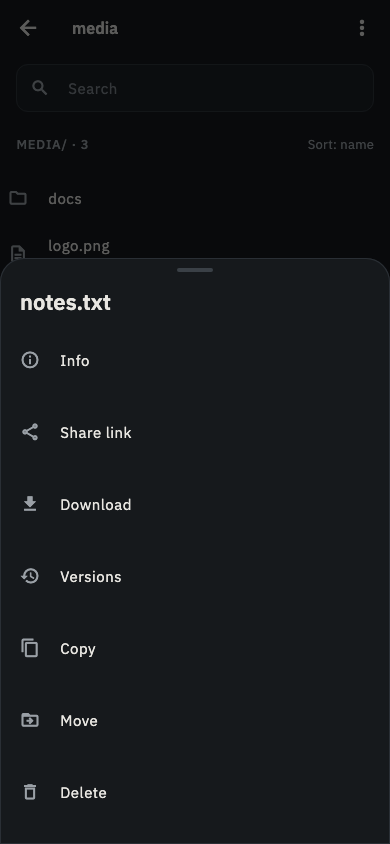 media
Search
MEDIA/ · 3
Sort: name
docs
logo.png
notes.txt
Info
Share link
Download
Versions
Copy
Move
Delete